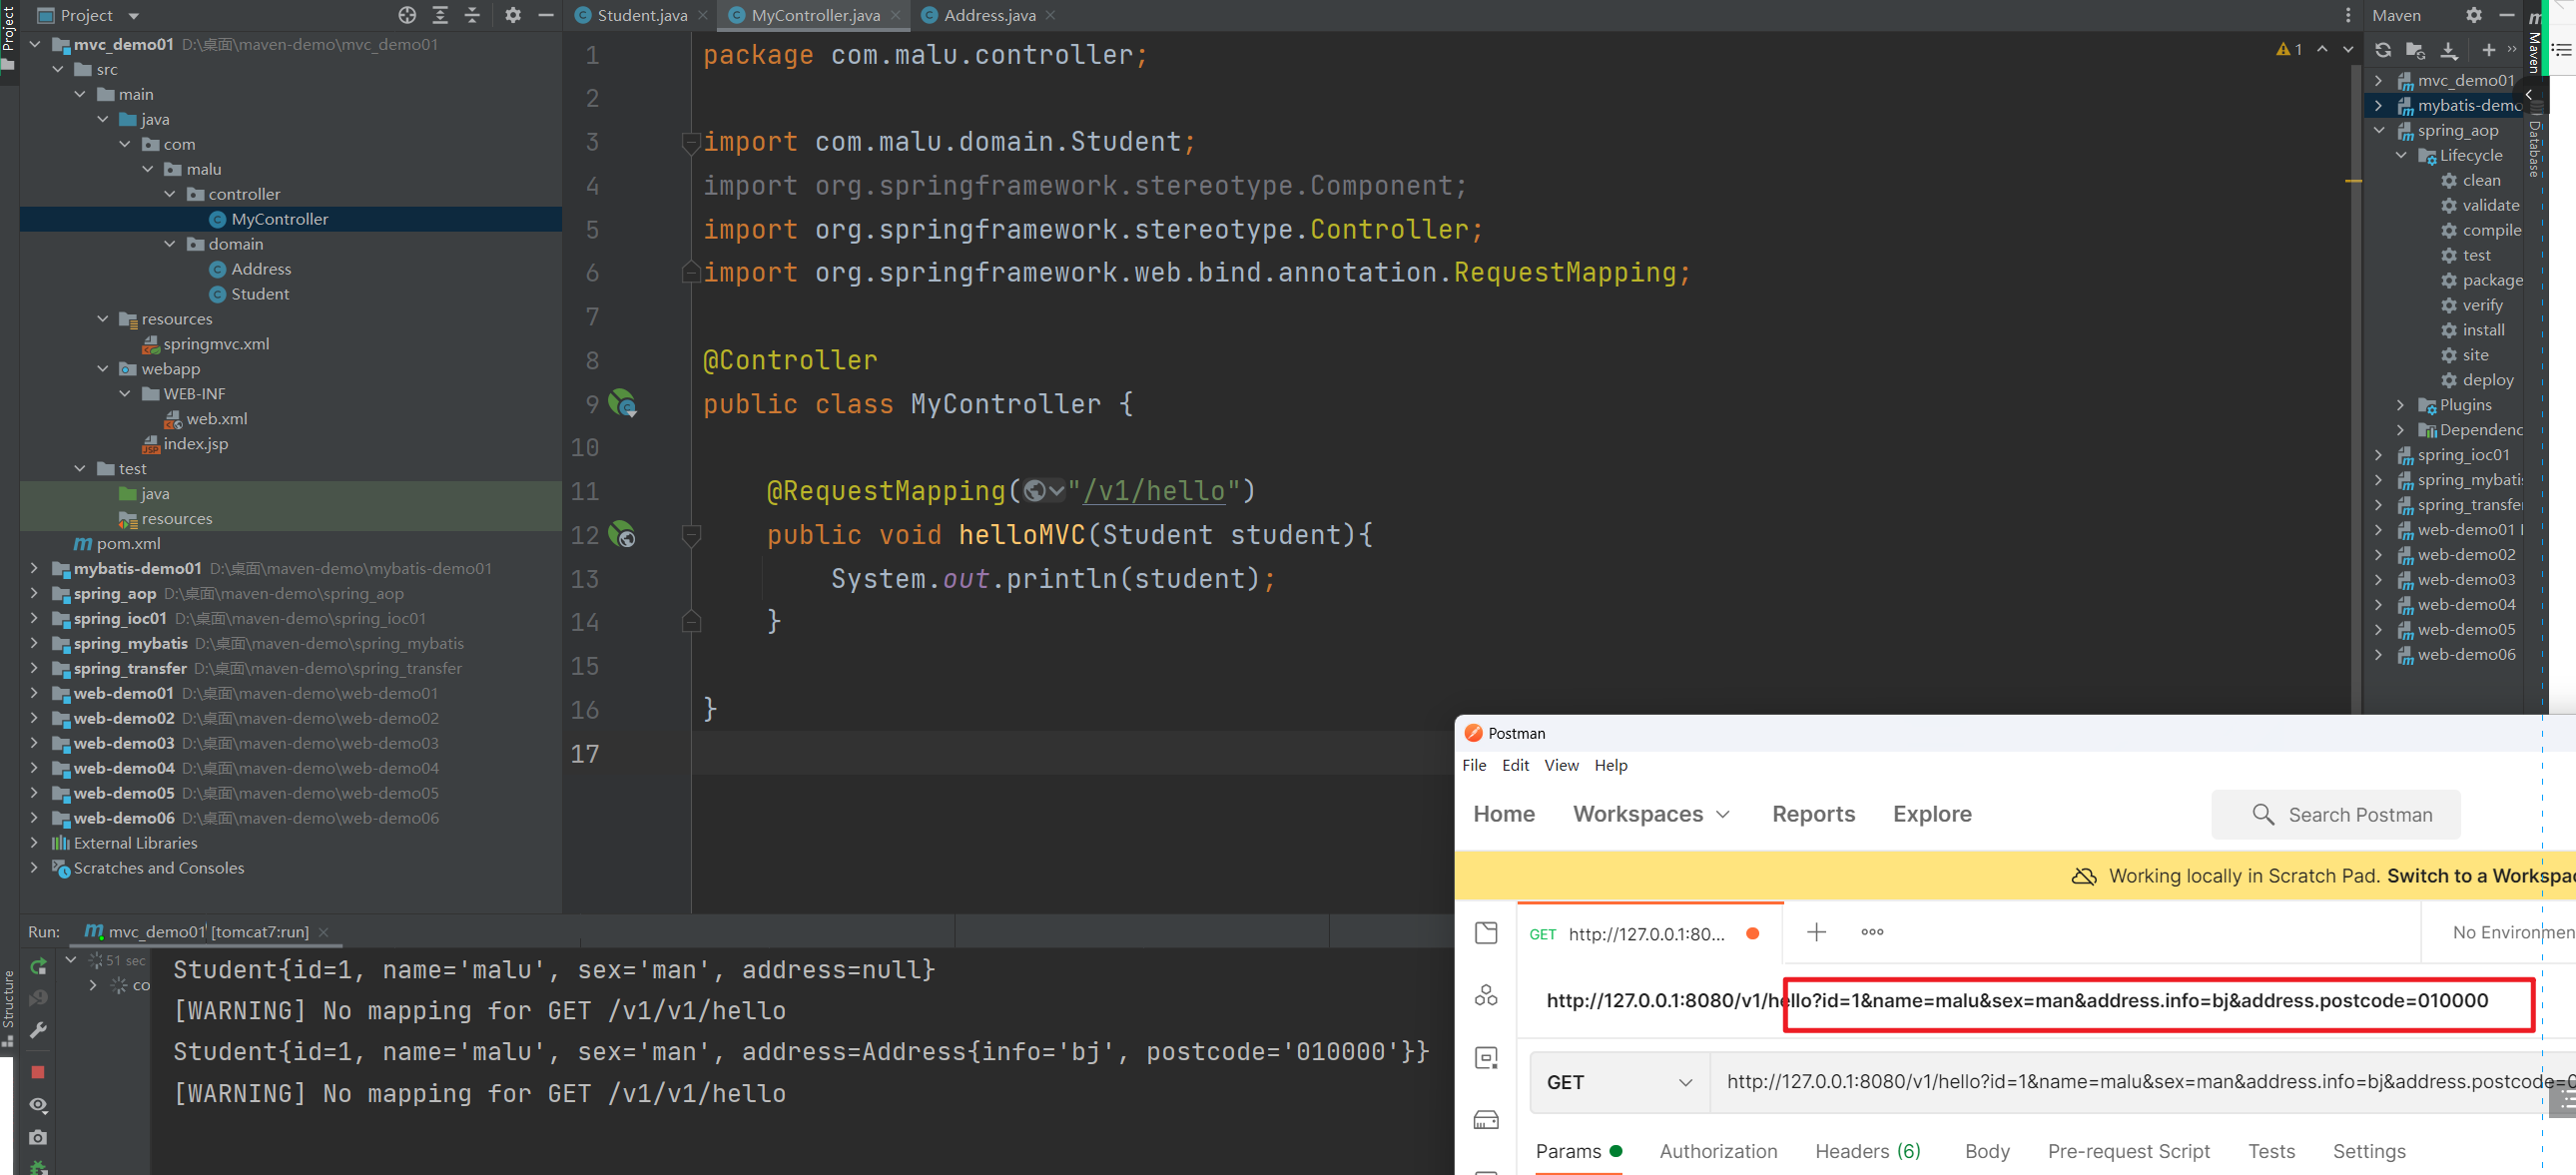 Project
Project
mvc_demo01 D:\桌面\maven-demo\mvc_demo01
src
main
java
com
malu
controller
MyController
domain
Address
Student
resources
springmvc.xml
webapp
WEB-INF
web.xml
index.jsp
test
java
resources
pom.xml
mybatis-demo01 D:\桌面\maven-demo\mybatis-demo01
spring_aop D:\桌面\maven-demo\spring_aop
spring_ioc01 D:\桌面\maven-demo\spring_ioc01
spring_mybatis D:\桌面\maven-demo\spring_mybatis
spring_transfer D:\桌面\maven-demo\spring_transfer
web-demo01 D:\桌面\maven-demo\web-demo01
web-demo02 D:\桌面\maven-demo\web-demo02
web-demo03 D:\桌面\maven-demo\web-demo03
web-demo04 D:\桌面\maven-demo\web-demo04
web-demo05 D:\桌面\maven-demo\web-demo05
web-demo06 D:\桌面\maven-demo\web-demo06
External Libraries
Scratches and Consoles
Student.java MyController.java Address.java
1 package com.malu.controller;
2
3 import com.malu.domain.Student;
4 import org.springframework.stereotype.Component;
5 import org.springframework.stereotype.Controller;
6 import org.springframework.web.bind.annotation.RequestMapping;
7
8 @Controller
9 public class MyController {
10
11 @RequestMapping("/v1/hello")
12 public void helloMVC(Student student){
13 System.out.println(student);
14 }
15
16 }
17
1
Maven
mvc_demo01
mybatis-demo
spring_aop
Lifecycle
clean
validate
compile
test
package
verify
install
site
deploy
Plugins
Dependenc
spring_ioc01
spring_mybatis
spring_transfer
web-demo01
web-demo02
web-demo03
web-demo04
web-demo05
web-demo06
Maven
Database
Run: mvc_demo01 [tomcat7:run]
51 sec
co
Structure
Student{id=1, name='malu', sex='man', address=null}
[WARNING] No mapping for GET /v1/v1/hello
Student{id=1, name='malu', sex='man', address=Address{info='bj', postcode='010000'}}
[WARNING] No mapping for GET /v1/v1/hello
Postman
File Edit View Help
Home Workspaces Reports Explore Search Postman
Working locally in Scratch Pad. Switch to a Workspac
GET http://127.0.0.1:80... No Environmen
http://127.0.0.1:8080/v1/hello?id=1&name=malu&sex=man&address.info=bj&address.postcode=010000
GET http://127.0.0.1:8080/v1/hello?id=1&name=malu&sex=man&address.info=bj&address.postcode=0
Params Authorization Headers (6) Body Pre-request Script Tests Settings